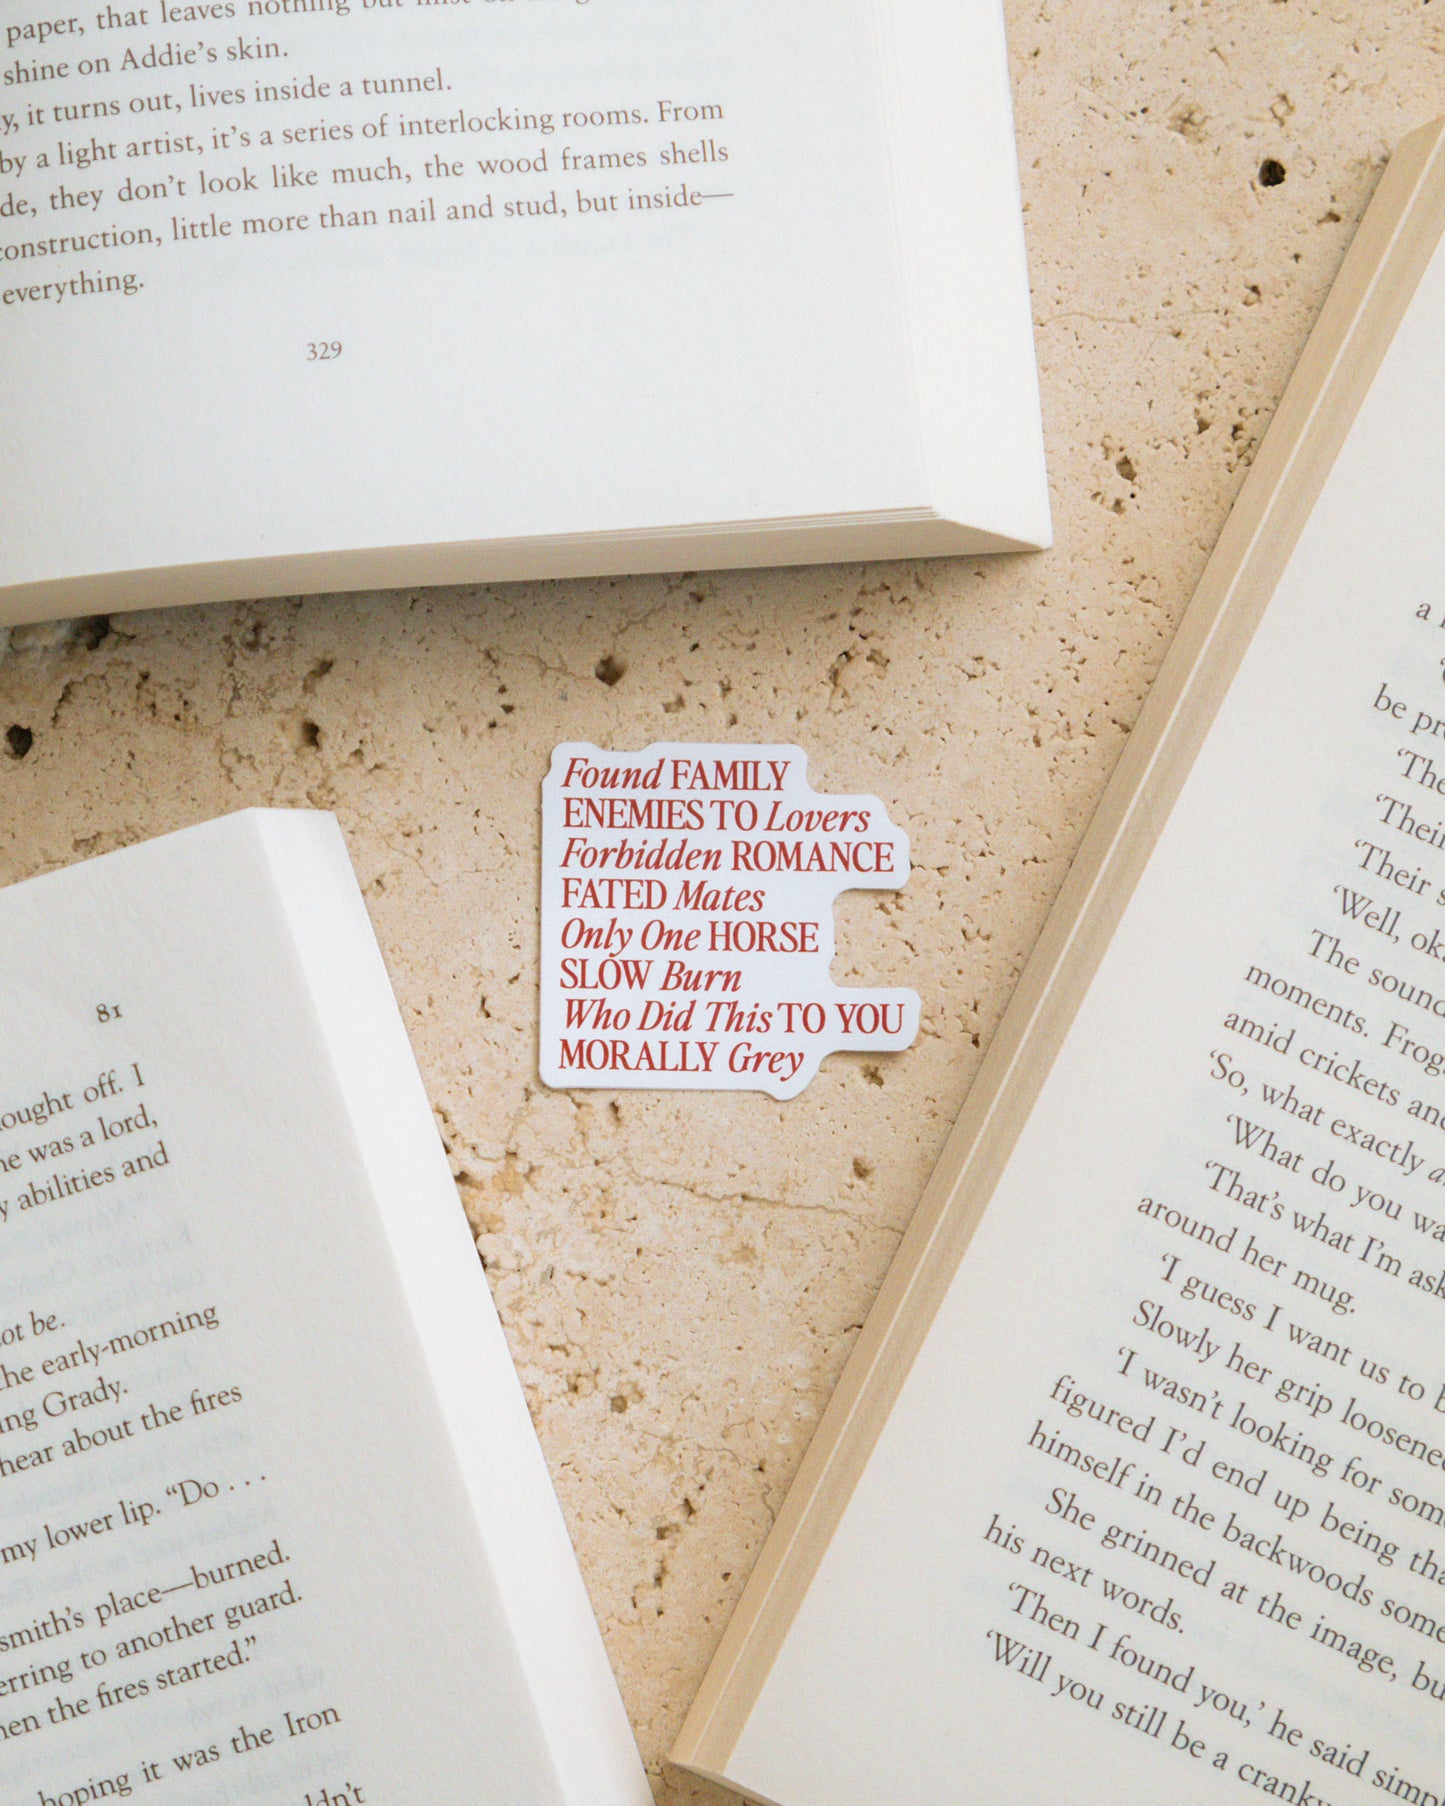 paper, that leaves nothing but mist on
shine on Addie's skin.
it turns out, lives inside a tunnel.
by a light artist, it's a series of interlocking rooms. From
de, they don't look like much, the wood frames shells
construction, little more than nail and stud, but inside—
everything.
329
Found FAMILY
ENEMIES TO Lovers
Forbidden ROMANCE
FATED Mates
Only One HORSE
SLOW Burn
Who Did This TO YOU
MORALLY Grey
81
ought off. I
he was a lord,
y abilities and
ot be.
he early-morning
ing Grady.
hear about the fires
my lower lip. “Do . . .
smith's place—burned.
erring to another guard.
hen the fires started.”
hoping it was the Iron
ldn't
a
be pr
‘The
‘Their
‘Their s
‘Well, ok
The sound
moments. Frog
amid crickets and
‘So, what exactly a
‘What do you wa
‘That's what I'm ask
around her mug.
‘I guess I want us to b
Slowly her grip loosened
‘I wasn't looking for som
figured I'd end up being tha
himself in the backwoods some
She grinned at the image, bu
his next words.
‘Then I found you,’ he said simp
‘Will you still be a cranky